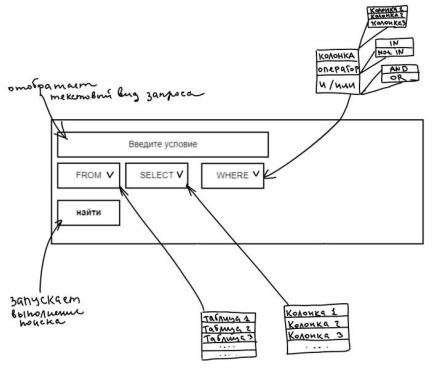 Колонка 1
Колонка 2
Колонка 3
IN
Not IN
AND
OR
колонка
оператор
и/или
отображает
текстовый вид запроса
Введите условие
FROM
SELECT
WHERE
найти
запускает
выполнение
поиска
Таблица 1
Таблица 2
Таблица 3
.....
Колонка 1
Колонка 2
Колонка 3
.....